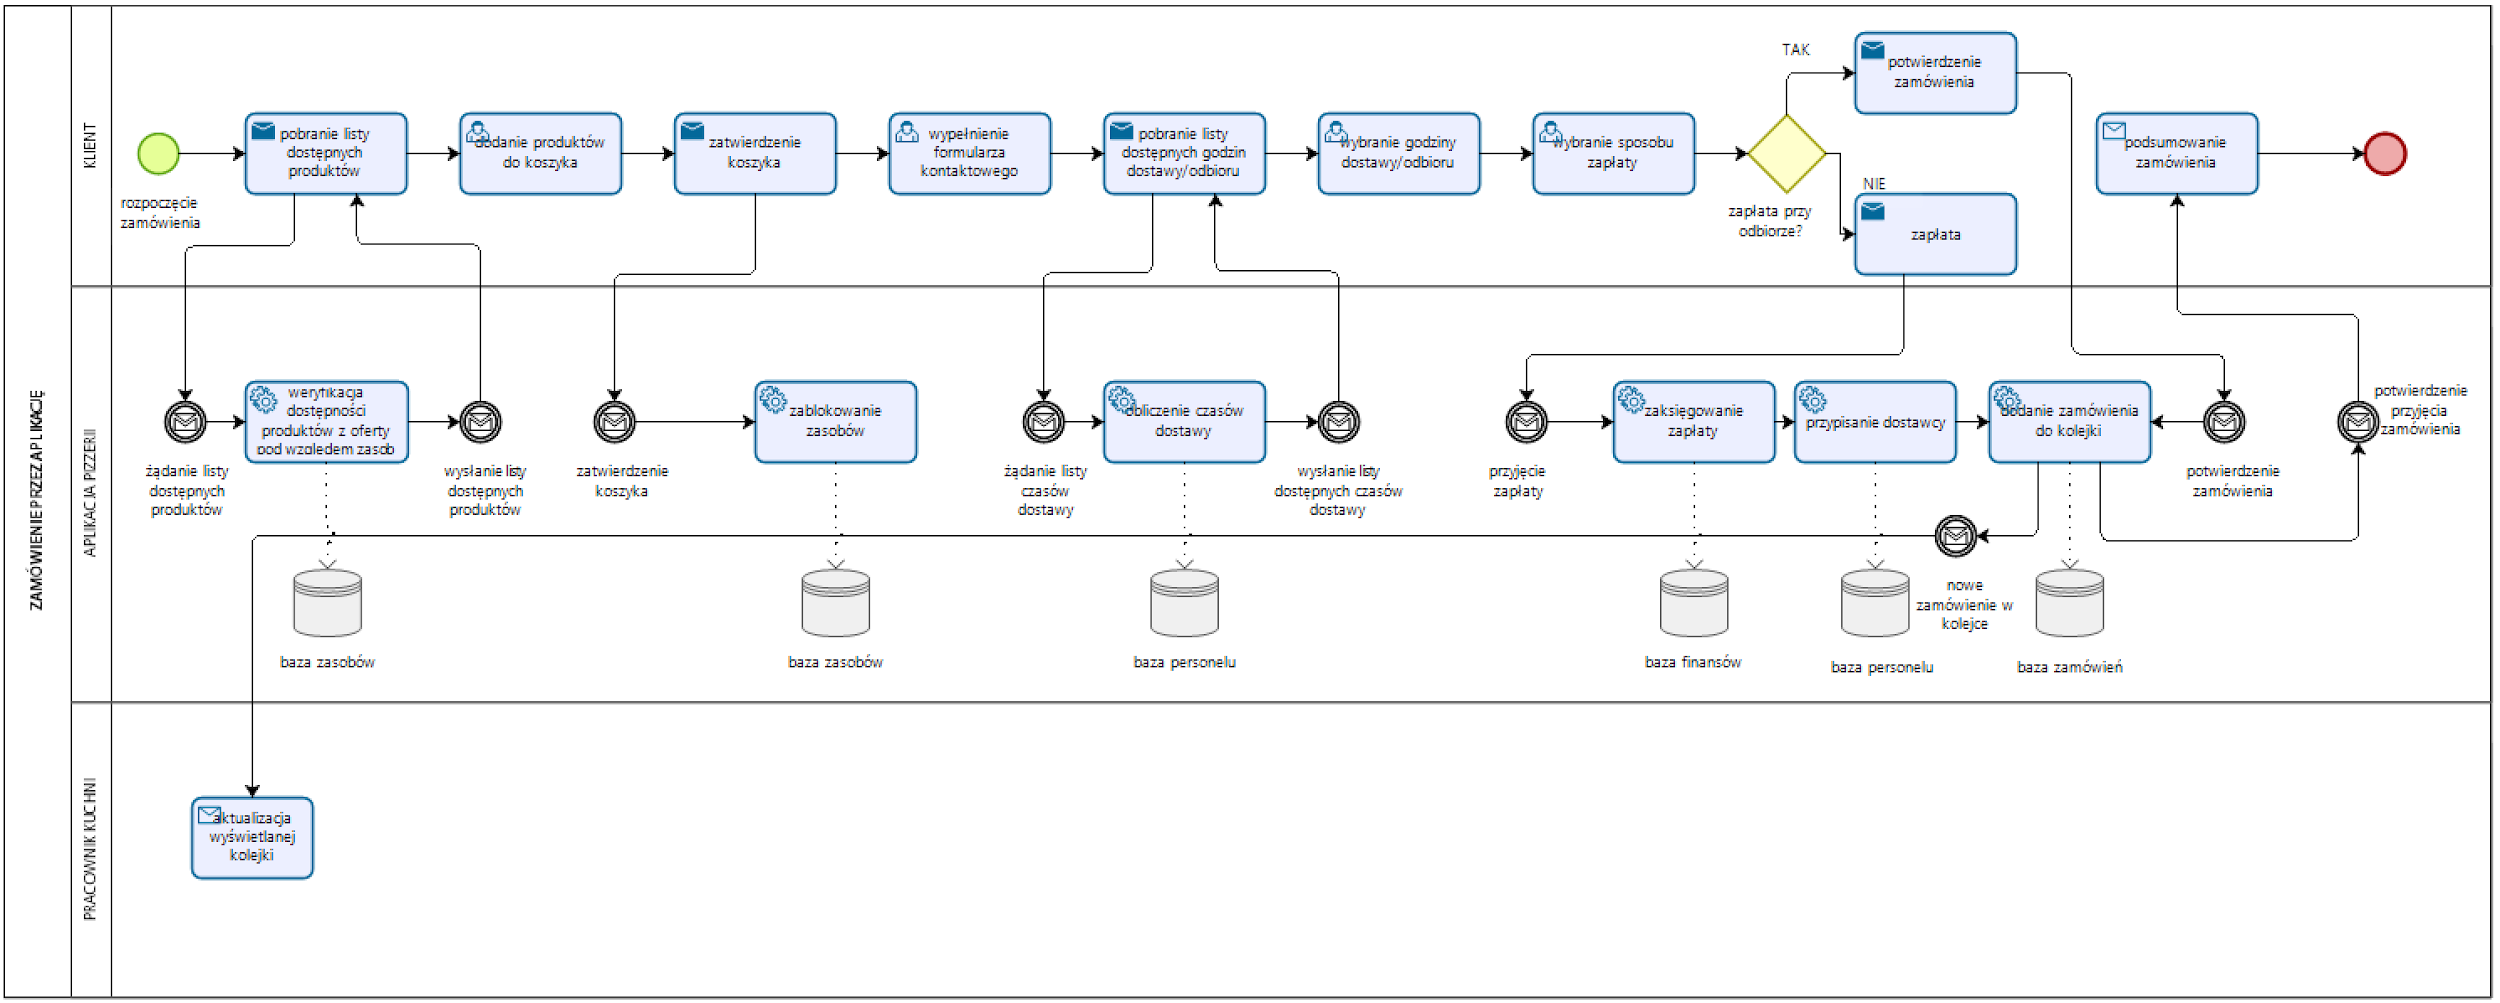 ZAMÓWIENIE PRZEZ APLIKACJĘ
KLIENT
rozpoczęcie
zamówienia
pobranie listy
dostępnych
produktów
dodanie produktów
do koszyka
zatwierdzenie
koszyka
wypełnienie
formularza
kontaktowego
pobranie listy
dostępnych godzin
dostawy/odbioru
wybranie godziny
dostawy/odbioru
wybranie sposobu
zapłaty
zapłata przy
odbiorze?
TAK
potwierdzenie
zamówienia
NIE
zapłata
podsumowanie
zamówienia
APLIKACJA PIZZERII
żądanie listy
dostępnych
produktów
weryfikacja
dostępności
produktów z oferty
pod względem zasob
wysłanie listy
dostępnych
produktów
zatwierdzenie
koszyka
zablokowanie
zasobów
żądanie listy
czasów
dostawy
obliczenie czasów
dostawy
wysłanie listy
dostępnych czasów
dostawy
przyjęcie
zapłaty
zaksięgowanie
zapłaty
przypisanie dostawcy
dodanie zamówienia
do kolejki
potwierdzenie
zamówienia
potwierdzenie
przyjęcia
zamówienia
nowe
zamówienie w
kolejce
baza zasobów
baza zasobów
baza personelu
baza finansów
baza personelu
baza zamówień
PRACOWNIK KUCHNI
aktualizacja
wyświetlanej
kolejki